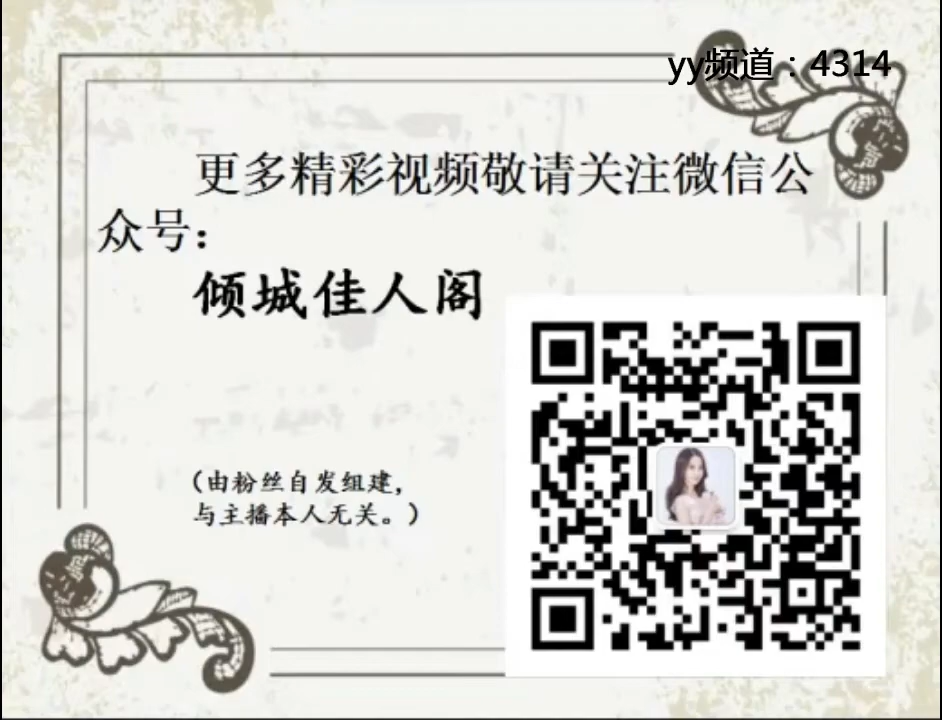 yy频道：4314
更多精彩视频敬请关注微信公
众号：
倾城佳人阁
（由粉丝自发组建，
与主播本人无关。）